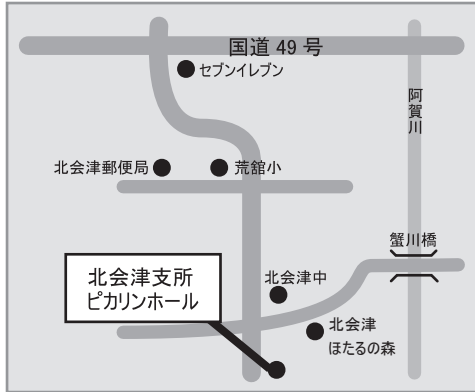 国道 49 号
セブンイレブン
阿賀川
北会津郵便局
荒舘小
蟹川橋
北会津支所
ピカリンホール
北会津中
北会津
ほたるの森